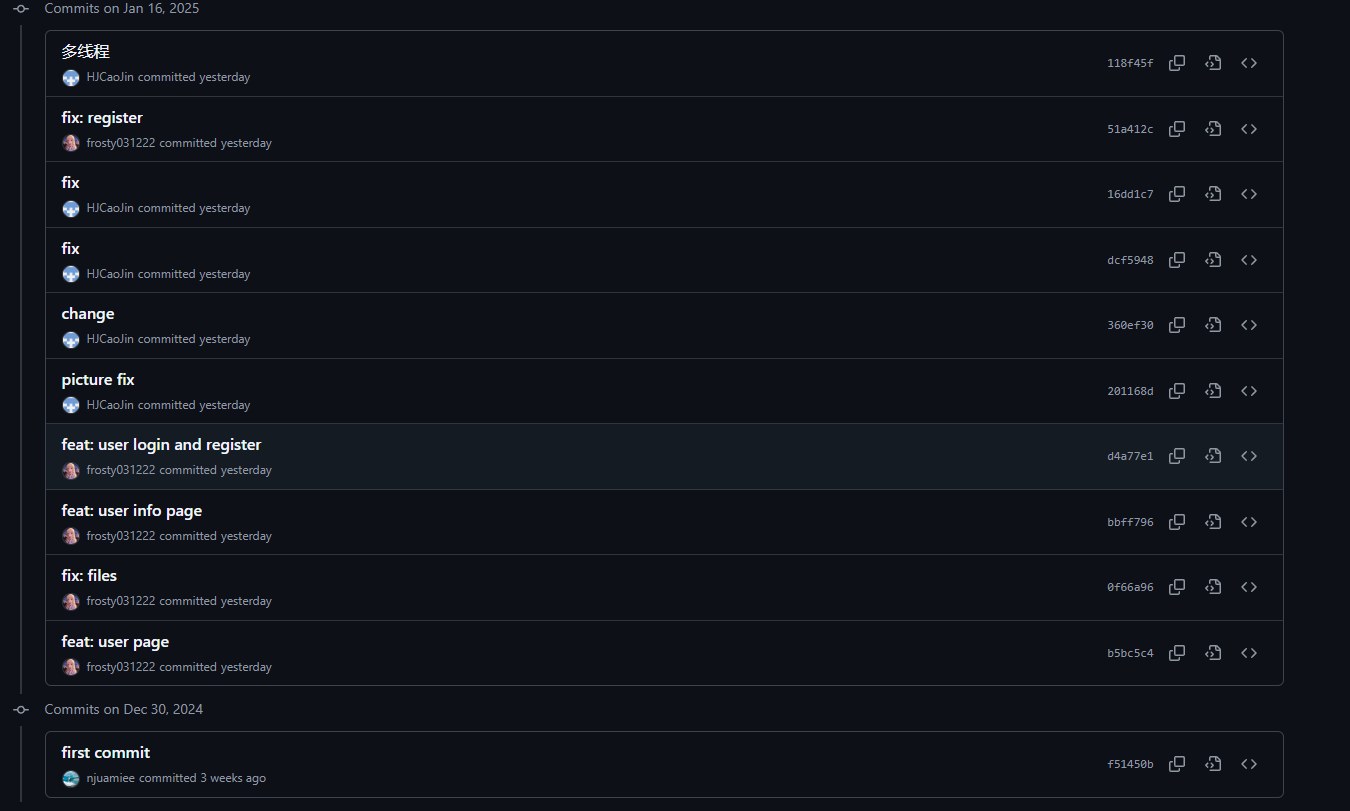 Commits on Jan 16, 2025
多线程
HJCaoJin committed yesterday
118f45f
fix: register
frosty031222 committed yesterday
51a412c
fix
HJCaoJin committed yesterday
16dd1c7
fix
HJCaoJin committed yesterday
dcf5948
change
HJCaoJin committed yesterday
360ef30
picture fix
HJCaoJin committed yesterday
201168d
feat: user login and register
frosty031222 committed yesterday
d4a77e1
feat: user info page
frosty031222 committed yesterday
bbff796
fix: files
frosty031222 committed yesterday
0f66a96
feat: user page
frosty031222 committed yesterday
b5bc5c4
Commits on Dec 30, 2024
first commit
njuamiee committed 3 weeks ago
f51450b